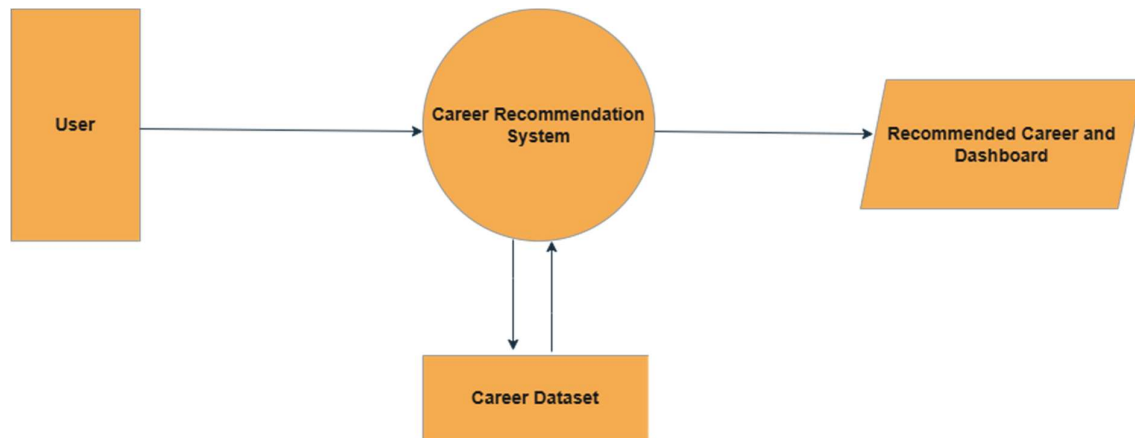 User
Career Recommendation
System
Recommended Career and
Dashboard
Career Dataset